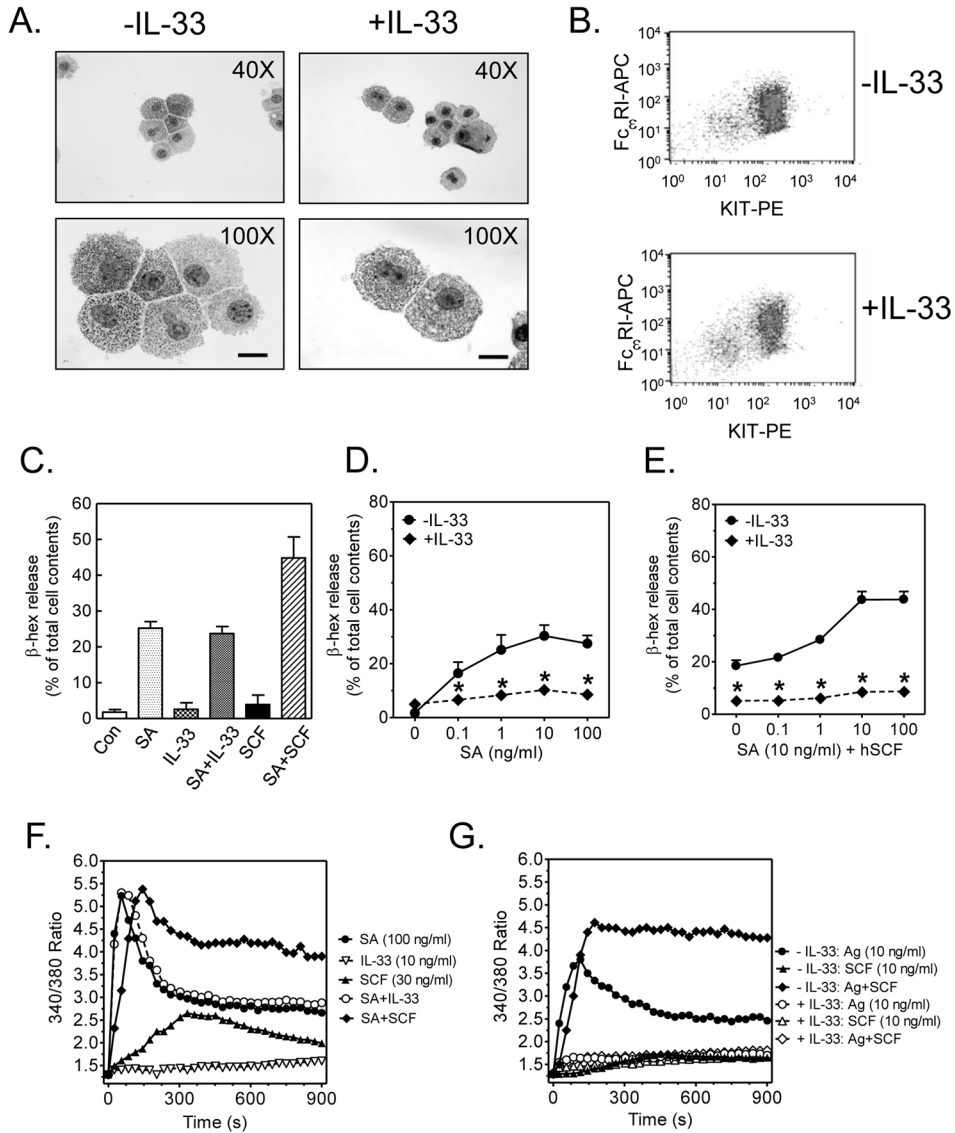 A.
-IL-33
+IL-33
40X
40X
100X
100X
B.
FcεRI-APC
10⁴
10³
10²
10¹
10⁰
10⁰ 10¹ 10² 10³ 10⁴
KIT-PE
-IL-33
FcεRI-APC
10⁴
10³
10²
10¹
10⁰
10⁰ 10¹ 10² 10³ 10⁴
KIT-PE
+IL-33
C.
β-hex release
(% of total cell contents)
60
50
40
30
20
10
0
Con
SA
IL-33
SA+IL-33
SCF
SA+SCF
D.
β-hex release
(% of total cell contents)
80
60
40
20
0
-IL-33
+IL-33
* * * *
0 0.1 1 10 100
SA (ng/ml)
E.
β-hex release
(% of total cell contents)
80
60
40
20
0
-IL-33
+IL-33
* * * * *
0 0.1 1 10 100
SA (10 ng/ml) + hSCF
F.
340/380 Ratio
6.0
5.5
5.0
4.5
4.0
3.5
3.0
2.5
2.0
1.5
0 300 600 900
Time (s)
SA (100 ng/ml)
IL-33 (10 ng/ml)
SCF (30 ng/ml)
SA+IL-33
SA+SCF
G.
340/380 Ratio
6.0
5.5
5.0
4.5
4.0
3.5
3.0
2.5
2.0
1.5
0 300 600 900
Time (s)
- IL-33: Ag (10 ng/ml)
- IL-33: SCF (10 ng/ml)
- IL-33: Ag+SCF
+ IL-33: Ag (10 ng/ml)
+ IL-33: SCF (10 ng/ml)
+ IL-33: Ag+SCF